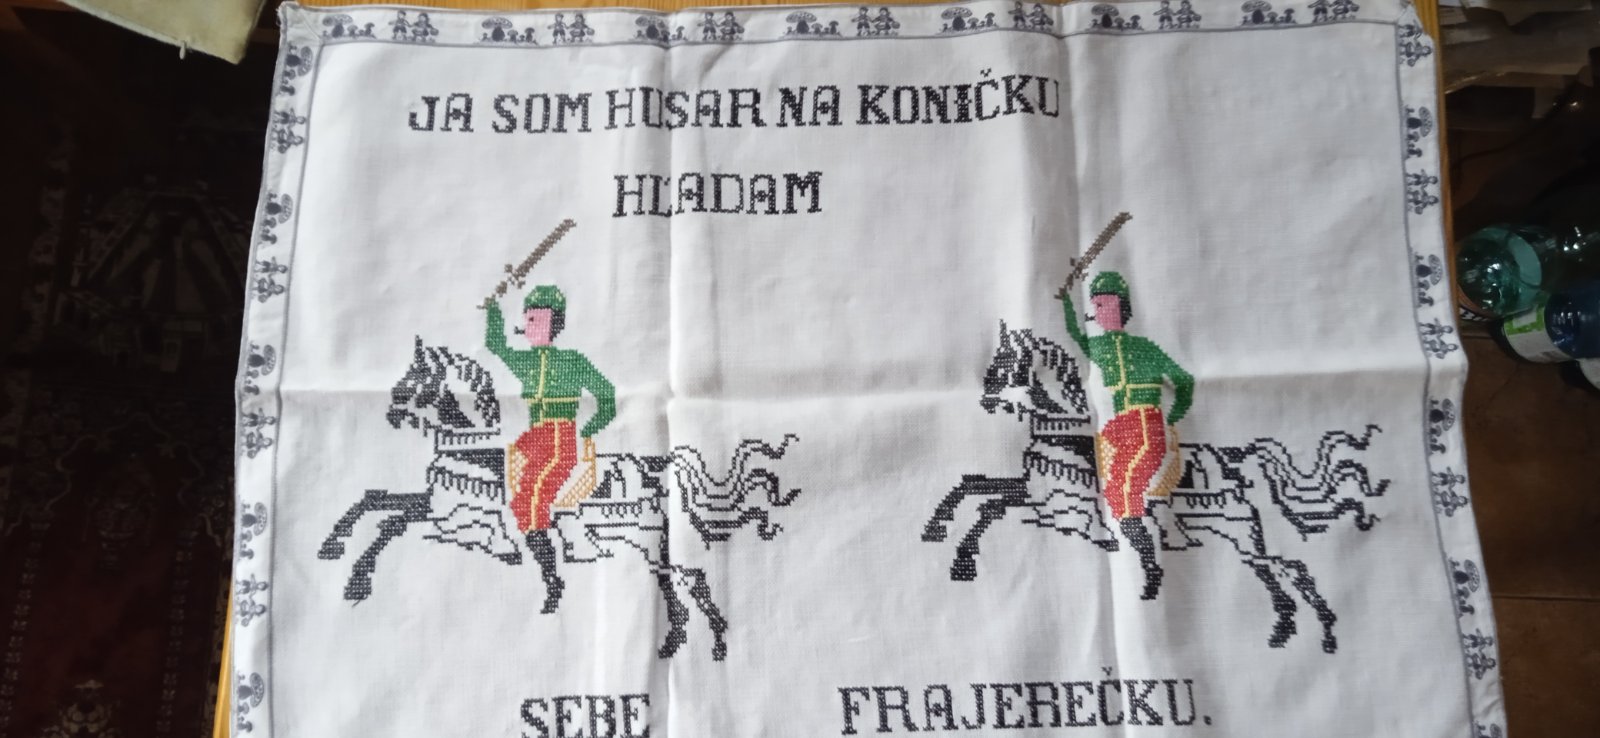 JA SOM HUSAR NA KONIČKU
HĽADAM
SEBE FRAJEREČKU.